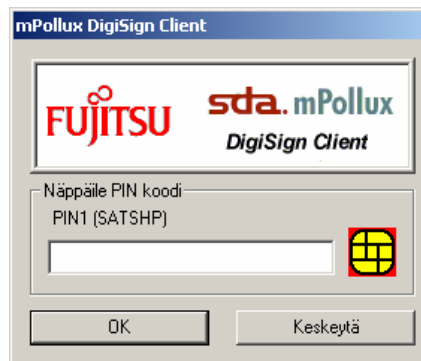 mPollux DigiSign Client
FUJITSU
sda. mPollux
DigiSign Client
Näppäile PIN koodi
PIN1 (SATSHP)
OK
Keskeytä